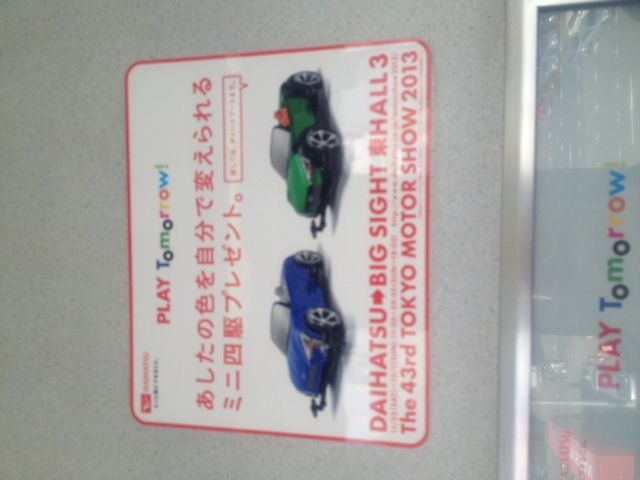 DAIHATSU
PLAY Tomorrow!
あしたの色を自分で変えられる
ミニ四駆プレゼント。
DAIHATSU➡BIG SIGHT 東HALL3
The 43rd TOKYO MOTOR SHOW 2013
PLAY Tomorrow!
DAIHATSU